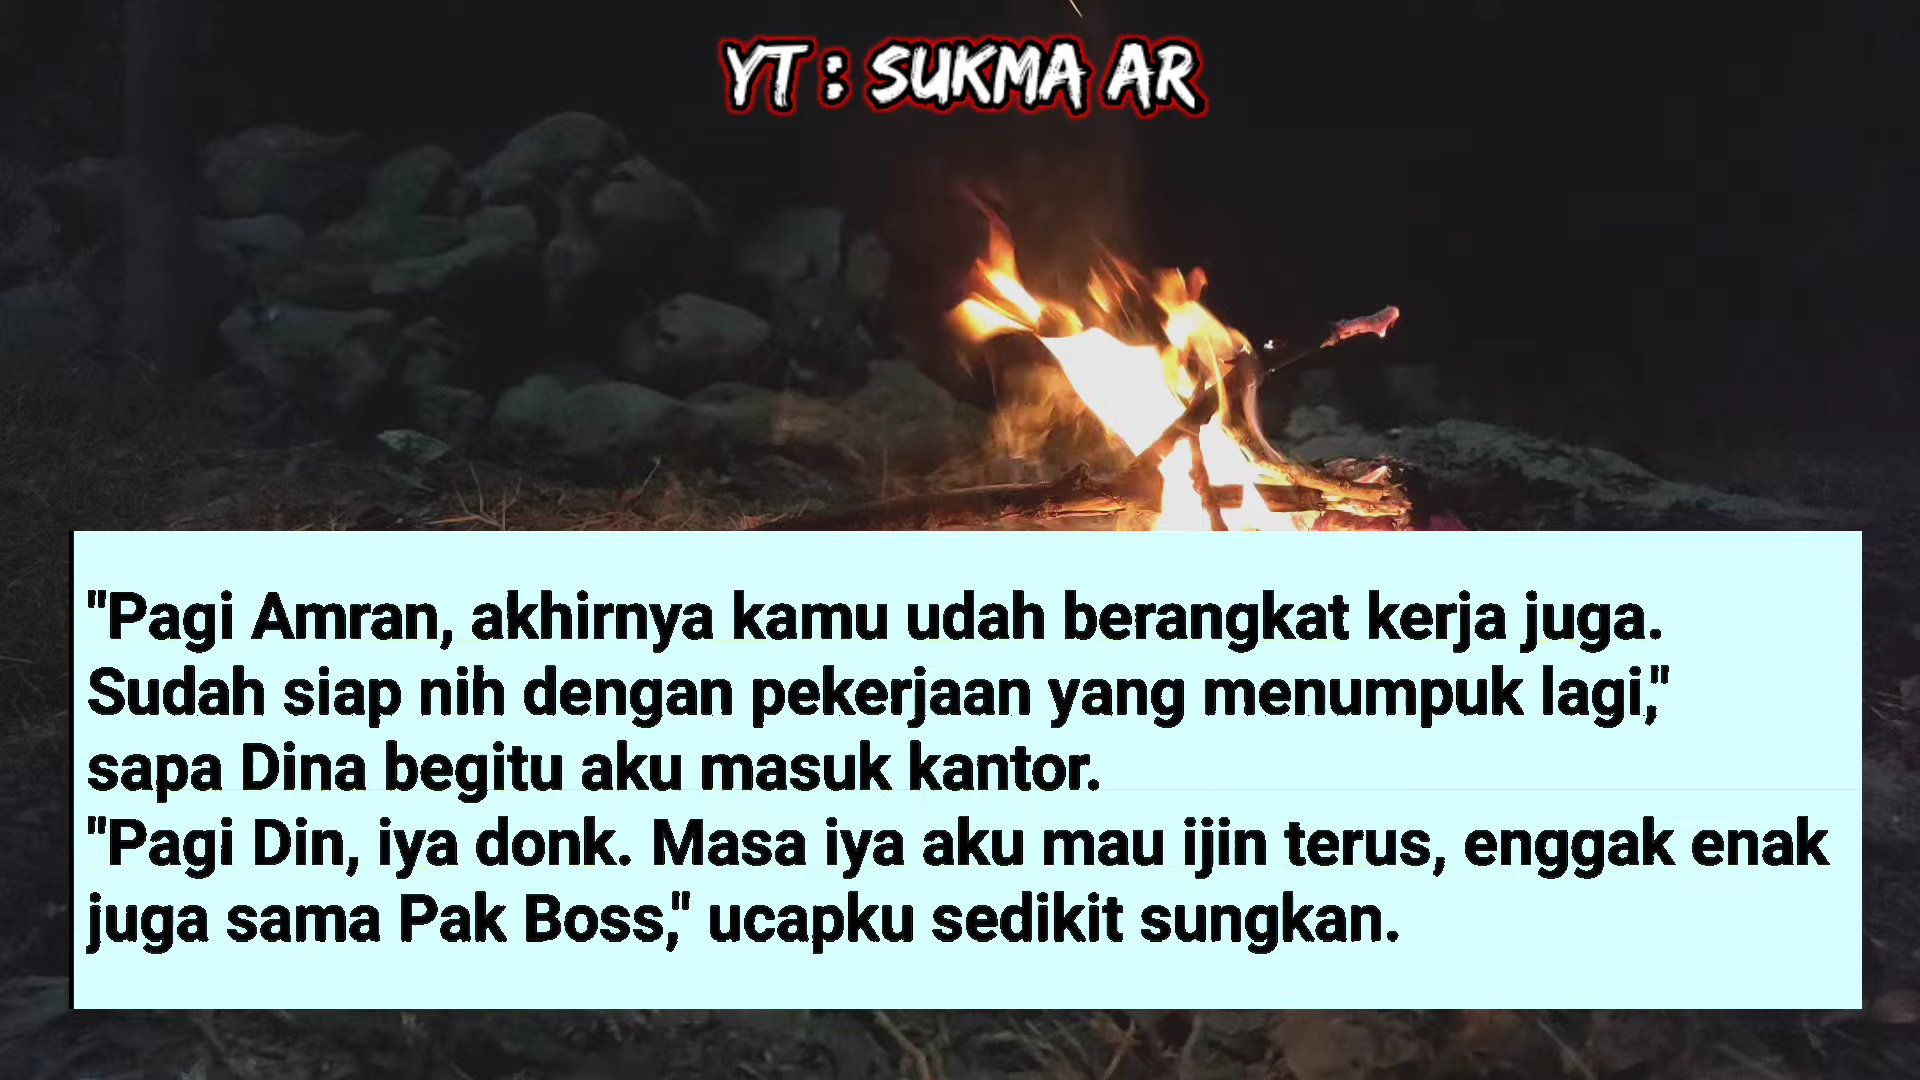 YT : SUKMA AR
"Pagi Amran, akhirnya kamu udah berangkat kerja juga.
Sudah siap nih dengan pekerjaan yang menumpuk lagi,"
sapa Dina begitu aku masuk kantor.
"Pagi Din, iya donk. Masa iya aku mau ijin terus, enggak enak
juga sama Pak Boss," ucapku sedikit sungkan.